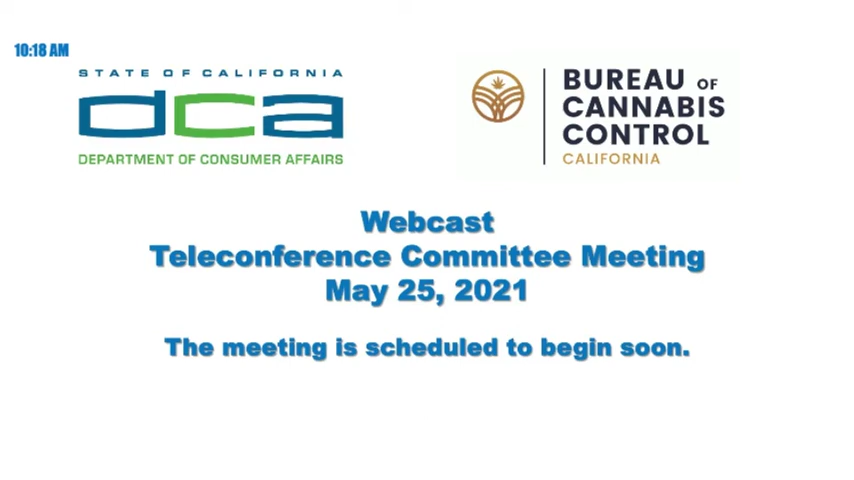 10:18 AM
STATE OF CALIFORNIA
dca
DEPARTMENT OF CONSUMER AFFAIRS
BUREAU OF
CANNABIS
CONTROL
CALIFORNIA
Webcast
Teleconference Committee Meeting
May 25, 2021
The meeting is scheduled to begin soon.